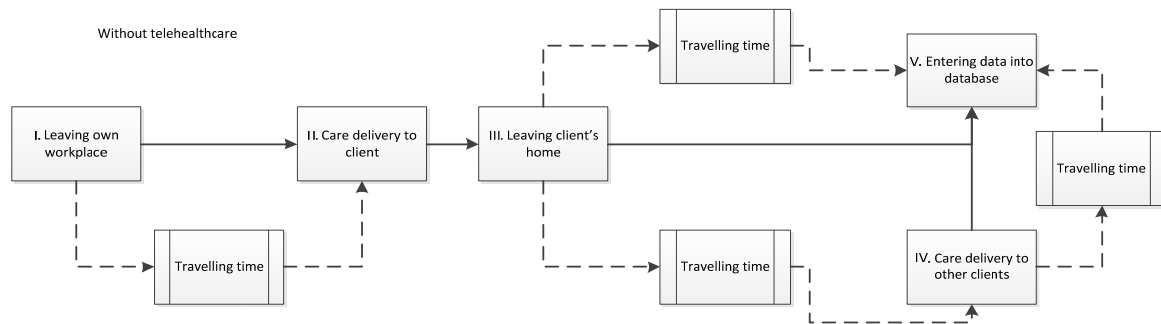 Without telehealthcare
Travelling time
V. Entering data into
database
I. Leaving own
workplace
II. Care delivery to
client
III. Leaving client's
home
Travelling time
Travelling time
Travelling time
IV. Care delivery to
other clients